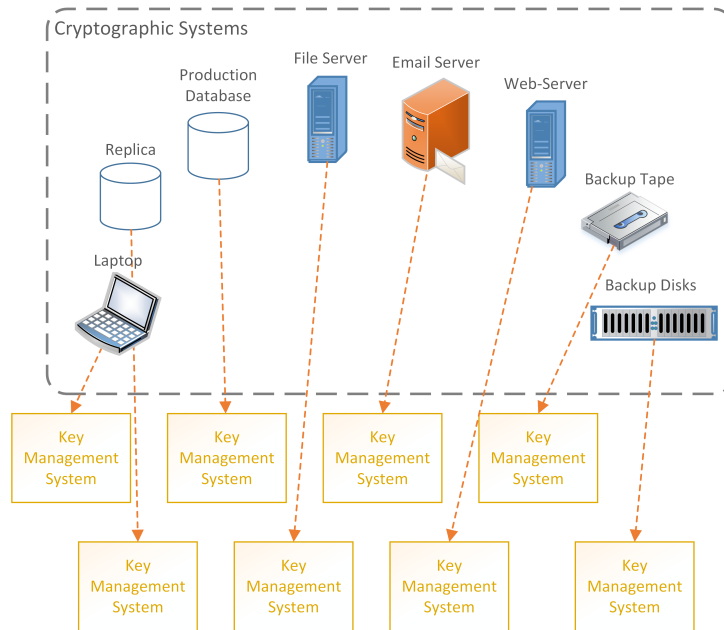 Cryptographic Systems
File Server
Email Server
Production
Database
Web-Server
Replica
Backup Tape
Laptop
Backup Disks
Key
Management
System
Key
Management
System
Key
Management
System
Key
Management
System
Key
Management
System
Key
Management
System
Key
Management
System
Key
Management
System